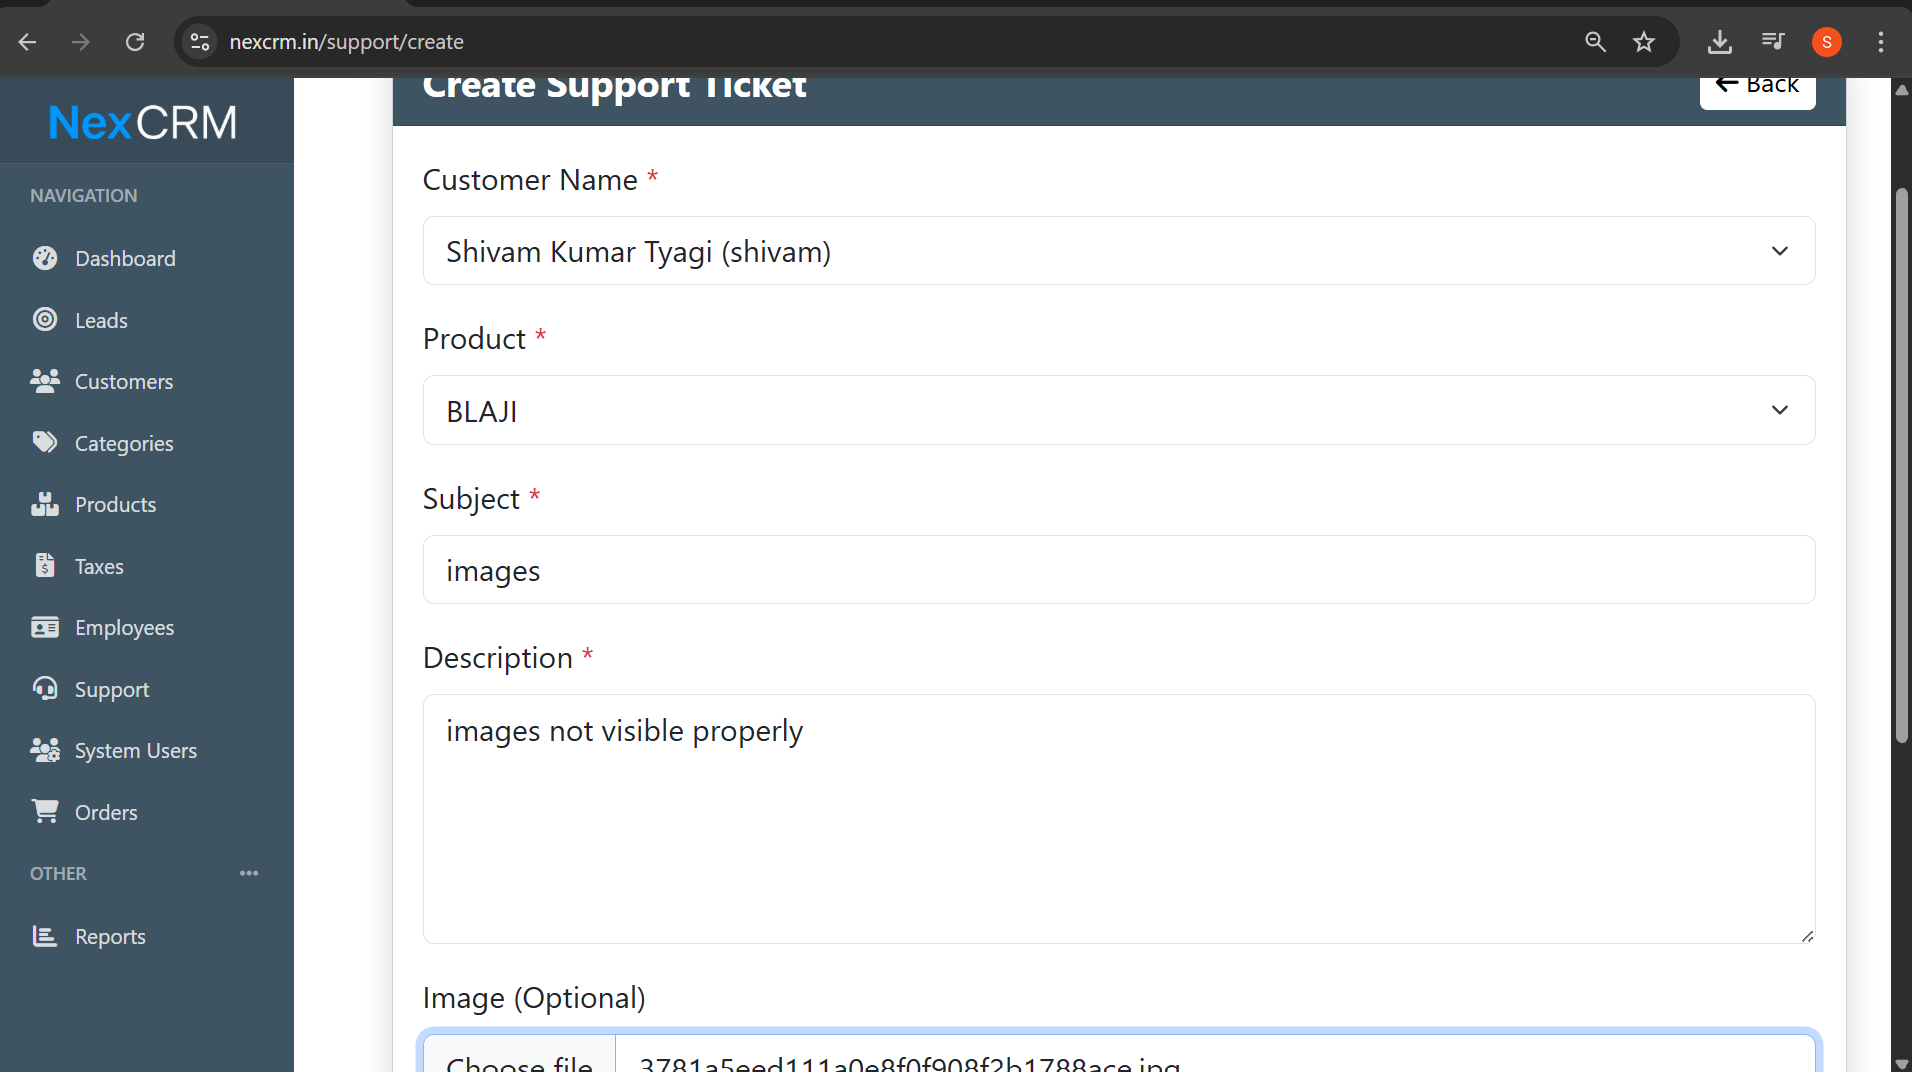 nexcrm.in/support/create
S
NexCRM
NAVIGATION
Dashboard
Leads
Customers
Categories
Products
Taxes
Employees
Support
System Users
Orders
OTHER
Reports
Create Support Ticket
Back
Customer Name *
Shivam Kumar Tyagi (shivam)
Product *
BLAJI
Subject *
images
Description *
images not visible properly
Image (Optional)
Choose file 3781a5eed111a0e8f0f908f2b1788ace.jpg